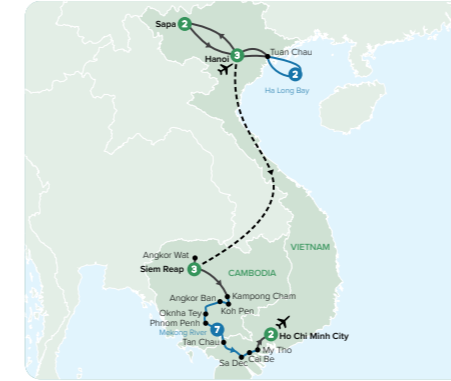 Sapa 2
Hanoi 3
Tuan Chau
2
Ha Long Bay
VIETNAM
Angkor Wat
Siem Reap 3
CAMBODIA
Angkor Ban
Kampong Cham
Koh Pen
Oknha Tey
Phnom Penh
Mekong River 7
Tan Chau
2 Ho Chi Minh City
My Tho
Cai Be
Sa Dec